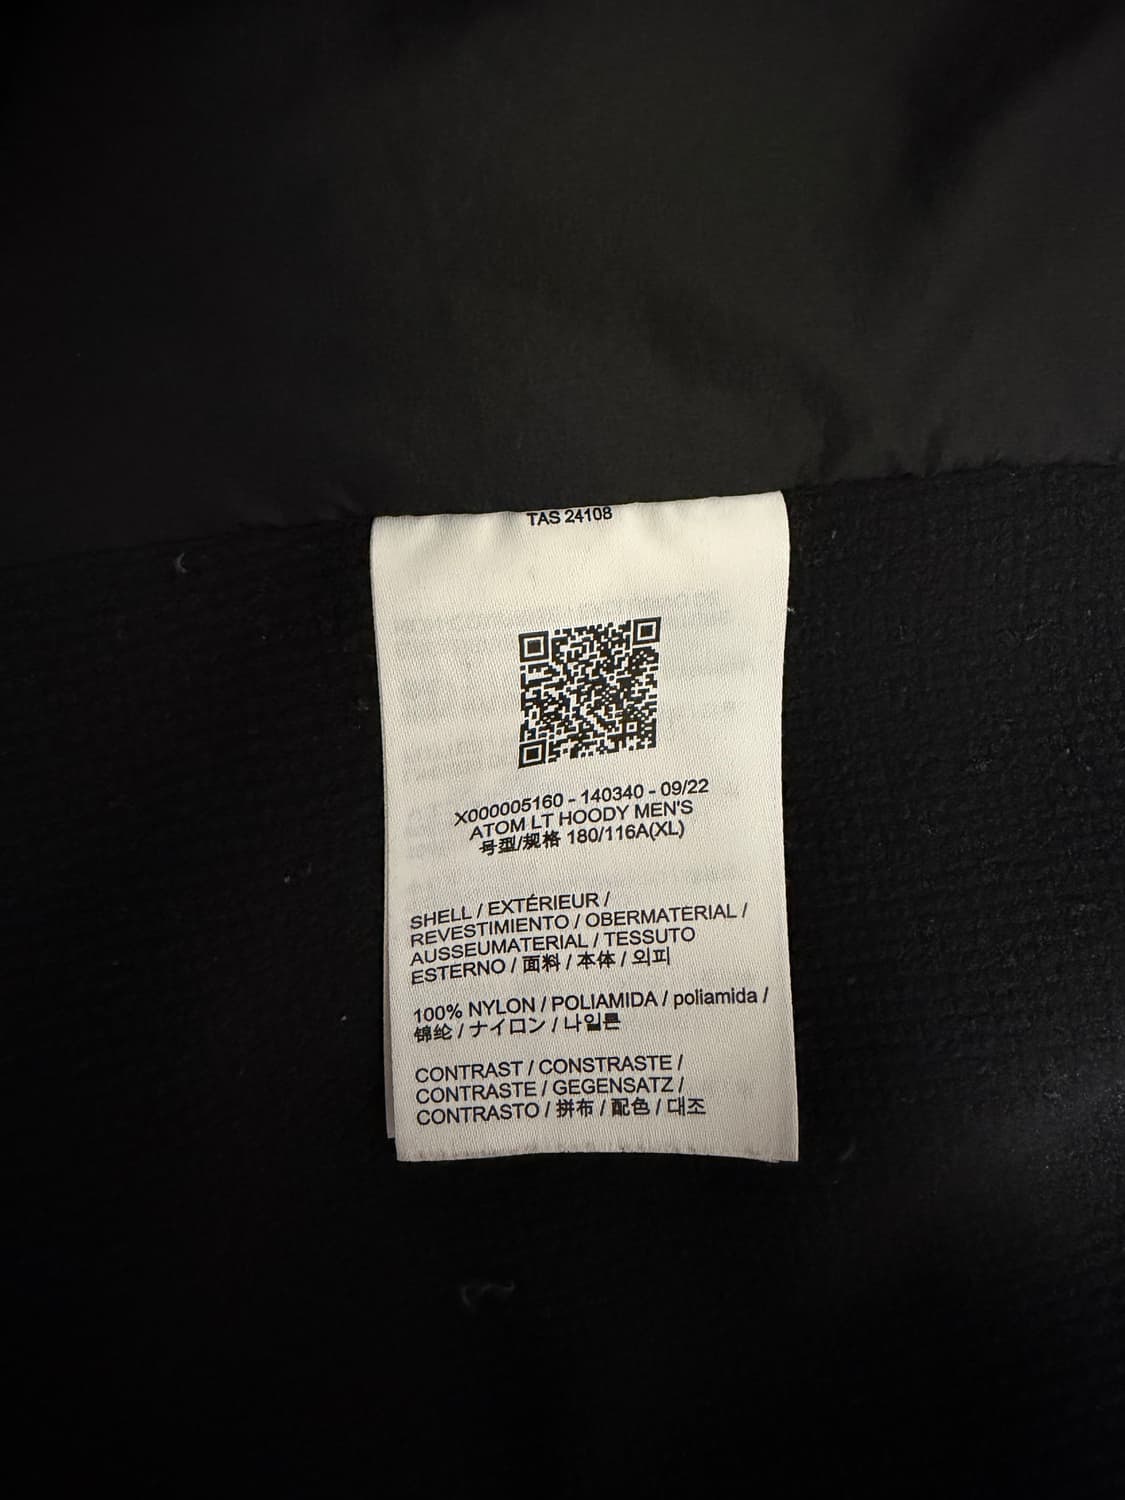 TAS 24108
X000005160 - 140340 - 09/22
ATOM LT HOODY MEN'S
号型/规格 180/116A(XL)
SHELL / EXTÉRIEUR /
REVESTIMIENTO / OBERMATERIAL /
AUSSEUMATERIAL / TESSUTO
ESTERNO / 面料 / 本体 / 외피
100% NYLON / POLIAMIDA / poliamida /
锦纶 / ナイロン / 나일론
CONTRAST / CONSTRASTE /
CONTRASTE / GEGENSATZ /
CONTRASTO / 拼布 / 配色 / 대조